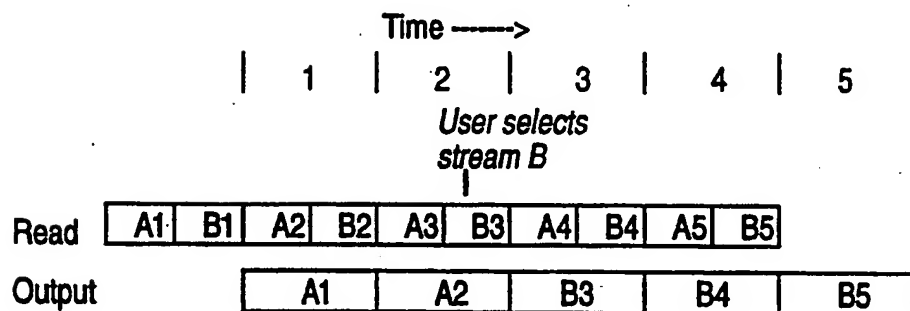 Time ------>
| 1 | 2 | 3 | 4 | 5
User selects
stream B
Read A1 B1 A2 B2 A3 B3 A4 B4 A5 B5
Output A1 A2 B3 B4 B5